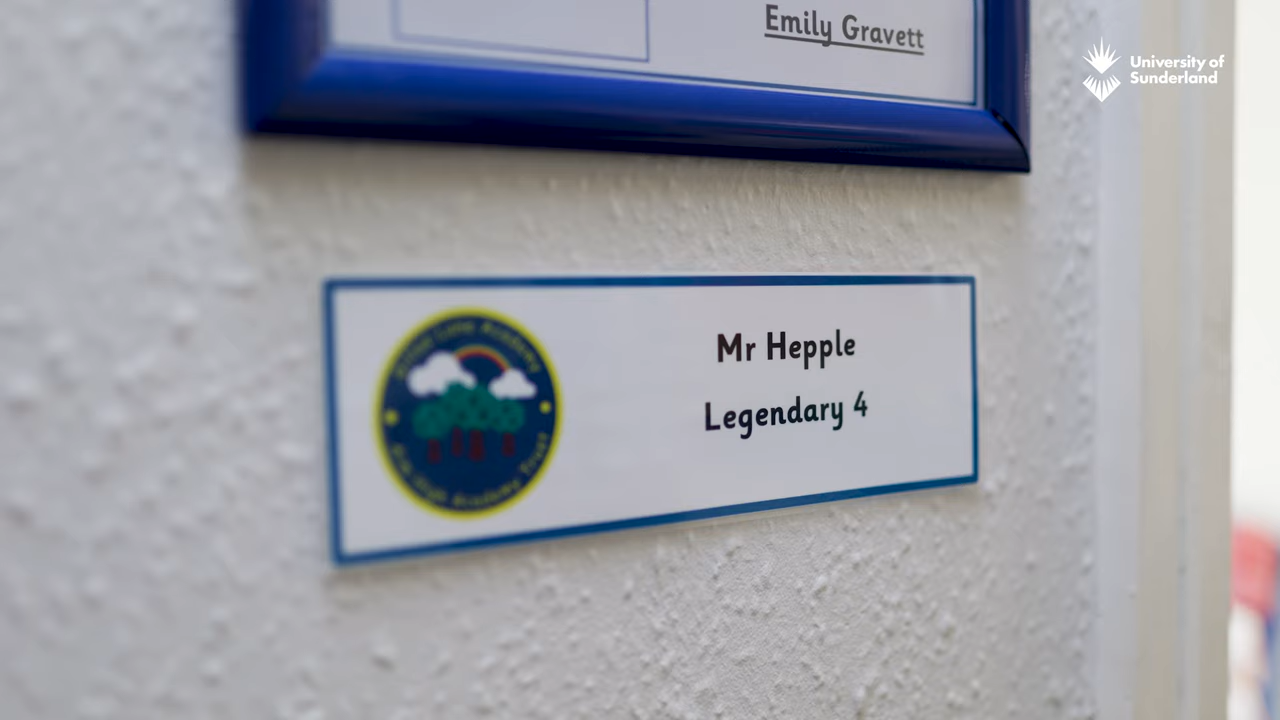 Emily Gravett
University of
Sunderland
Mr Hepple
Legendary 4